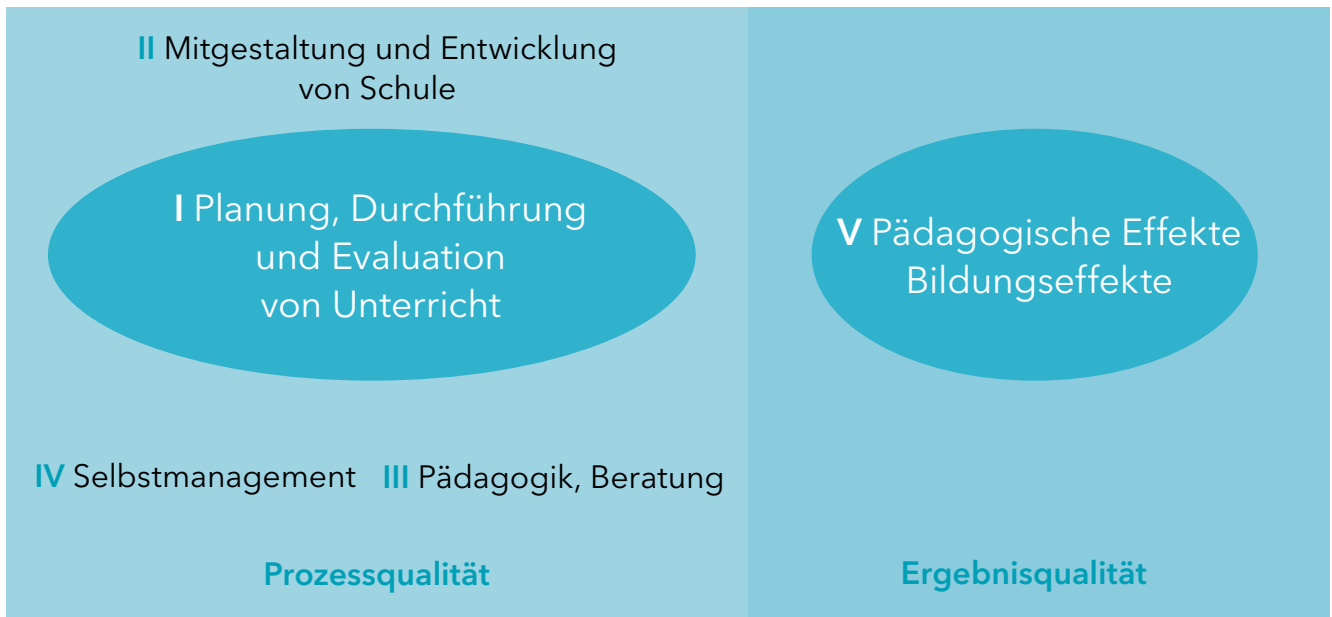 II Mitgestaltung und Entwicklung
von Schule
I Planung, Durchführung
und Evaluation
von Unterricht
V Pädagogische Effekte
Bildungseffekte
IV Selbstmanagement
III Pädagogik, Beratung
Prozessqualität
Ergebnisqualität